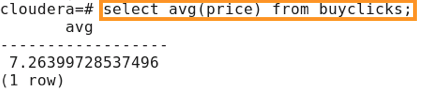 cloudera=# select avg(price) from buyclicks;
avg
------------------
7.26399728537496
(1 row)